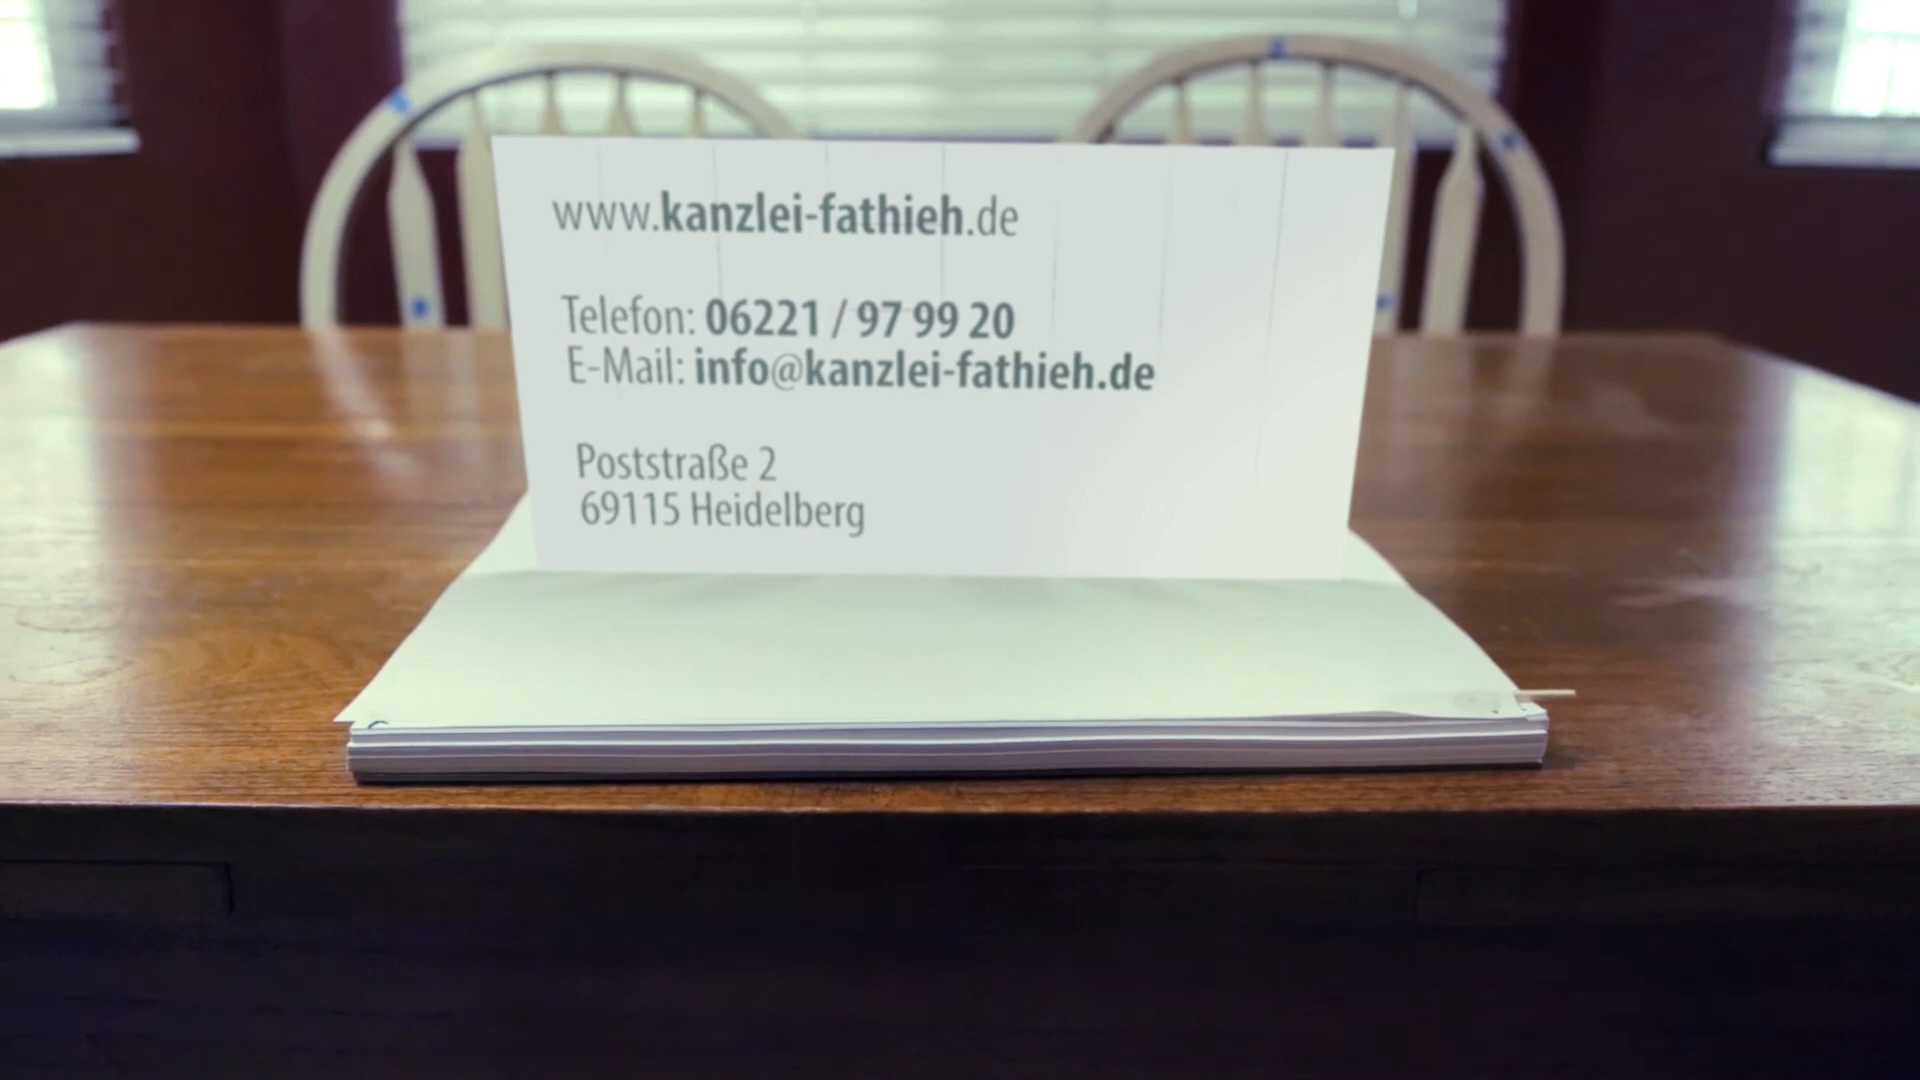 www.kanzlei-fathieh.de
Telefon: 06221 / 97 99 20
E-Mail: info@kanzlei-fathieh.de
Poststraße 2
69115 Heidelberg